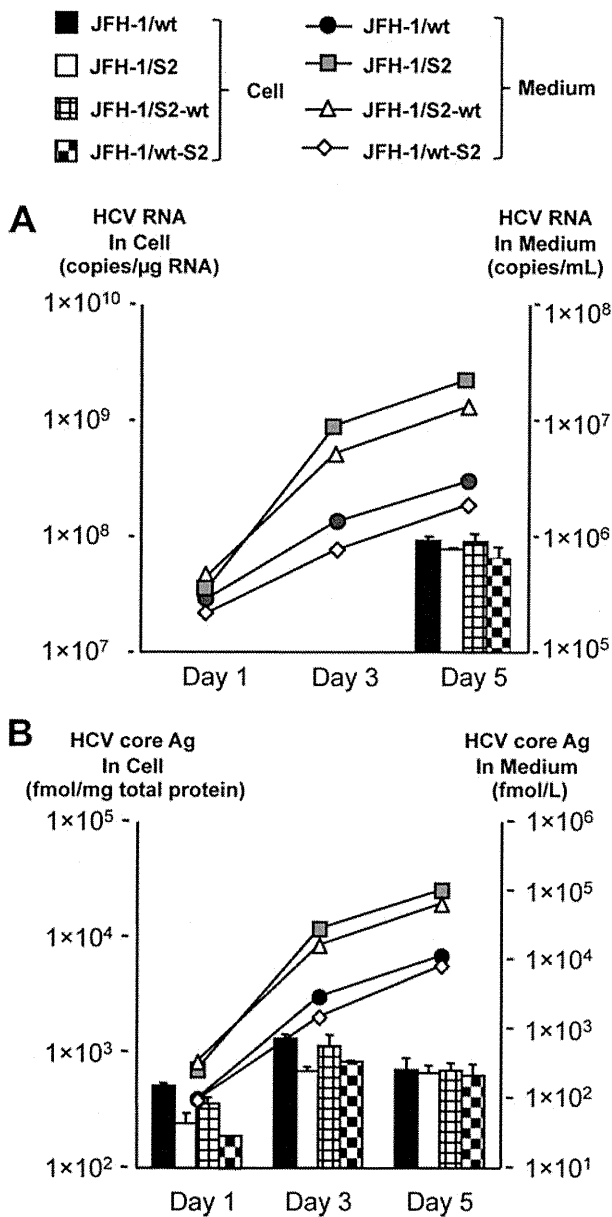 JFH-1/wt
JFH-1/S2
JFH-1/S2-wt
JFH-1/wt-S2
Cell
JFH-1/wt
JFH-1/S2
JFH-1/S2-wt
JFH-1/wt-S2
Medium
A
HCV RNA
In Cell
(copies/µg RNA)
HCV RNA
In Medium
(copies/mL)
1×10¹⁰
1×10⁹
1×10⁸
1×10⁷
1×10⁸
1×10⁷
1×10⁶
1×10⁵
Day 1 Day 3 Day 5
B
HCV core Ag
In Cell
(fmol/mg total protein)
HCV core Ag
In Medium
(fmol/L)
1×10⁵
1×10⁴
1×10³
1×10²
1×10⁶
1×10⁵
1×10⁴
1×10³
1×10²
1×10¹
Day 1 Day 3 Day 5